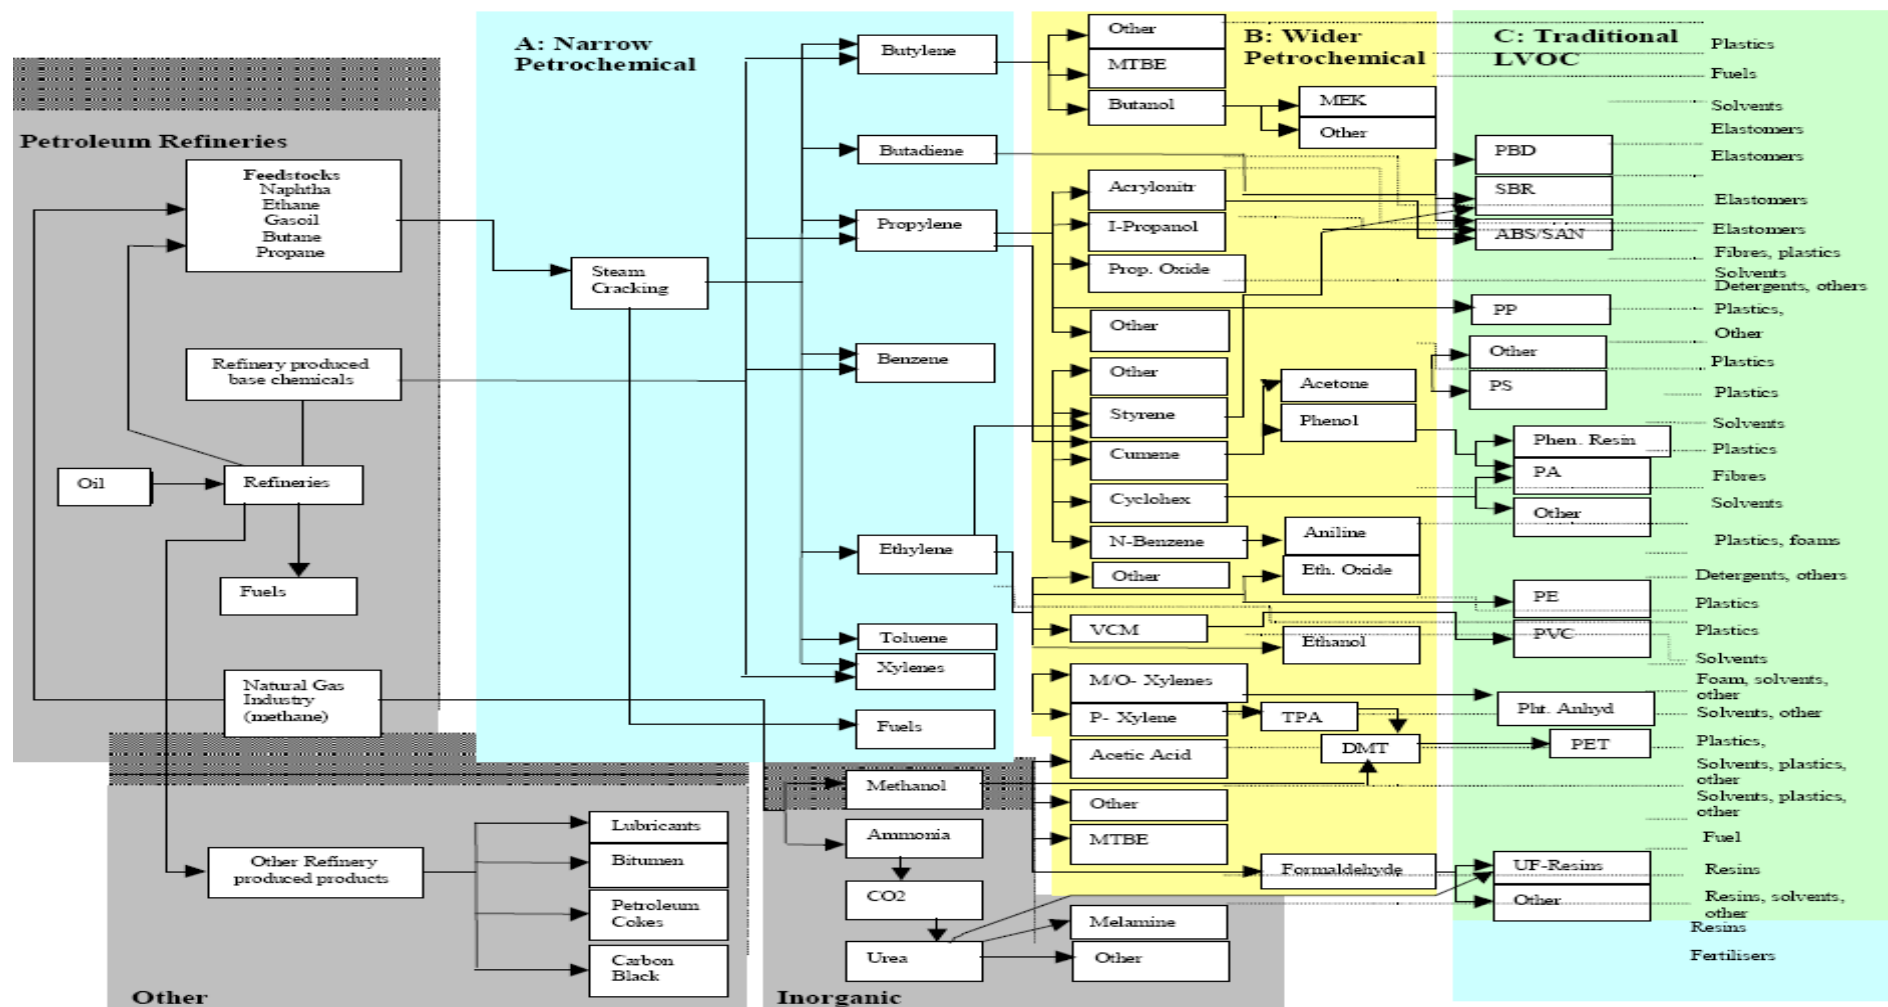 A: Narrow
Petrochemical
B: Wider
Petrochemical
C: Traditional
LVOC
Petroleum Refineries
Feedstocks
Naphtha
Ethane
Gasoil
Butane
Propane
Refinery produced
base chemicals
Oil
Refineries
Fuels
Natural Gas
Industry
(methane)
Other Refinery
produced products
Lubricants
Bitumen
Petroleum
Cokes
Carbon
Black
Other
Steam
Cracking
Butylene
Butadiene
Propylene
Benzene
Ethylene
Toluene
Xylenes
Fuels
Methanol
Ammonia
CO2
Urea
Inorganic
Other
MTBE
Butanol
MEK
Other
Acrylonitr
I-Propanol
Prop. Oxide
Other
Other
Styrene
Cumene
Cyclohex
N-Benzene
Other
VCM
M/O- Xylenes
P- Xylene
Acetic Acid
Other
MTBE
Melamine
Other
Acetone
Phenol
Aniline
Eth. Oxide
Ethanol
TPA
DMT
Formaldehyde
PBD
SBR
ABS/SAN
PP
Other
PS
Phen. Resin
PA
Other
PE
PVC
Pht. Anhyd
PET
UF-Resins
Other
Plastics
Fuels
Solvents
Elastomers
Elastomers
Elastomers
Elastomers
Fibres, plastics
Solvents
Detergents, others
Plastics,
Other
Plastics
Plastics
Solvents
Plastics
Fibres
Solvents
Plastics, foams
Detergents, others
Plastics
Plastics
Solvents
Foam, solvents,
other
Solvents, other
Plastics,
Solvents, plastics,
other
Solvents, plastics,
other
Fuel
Resins
Resins, solvents,
other
Resins
Fertilisers